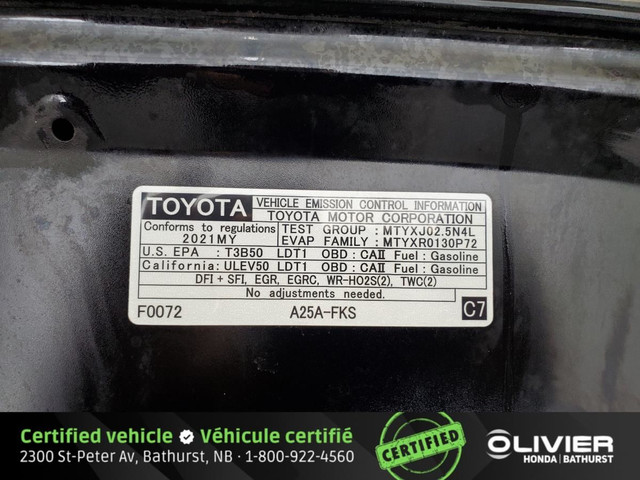 TOYOTA
VEHICLE EMISSION CONTROL INFORMATION
TOYOTA MOTOR CORPORATION
Conforms to regulations
2021MY
TEST GROUP : MTYXJ02.5N4L
EVAP FAMILY : MTYXR0130P72
U.S. EPA : T3B50 LDT1 OBD : CAII Fuel : Gasoline
California: ULEV50 LDT1 OBD : CAII Fuel : Gasoline
DFI + SFI, EGR, EGRC, WR-HO2S(2), TWC(2)
No adjustments needed.
F0072 A25A-FKS C7
Certified vehicle Véhicule certifié
2300 St-Peter Av, Bathurst, NB · 1-800-922-4560
CERTIFIED
OLIVIER
HONDA | BATHURST